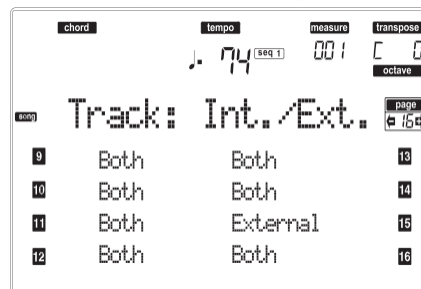 chord tempo measure transpose
♩. 74 seq 1 001 C 0
octave
song Track: Int./Ext. page
16
9 Both Both 13
10 Both Both 14
11 Both External 15
12 Both Both 16